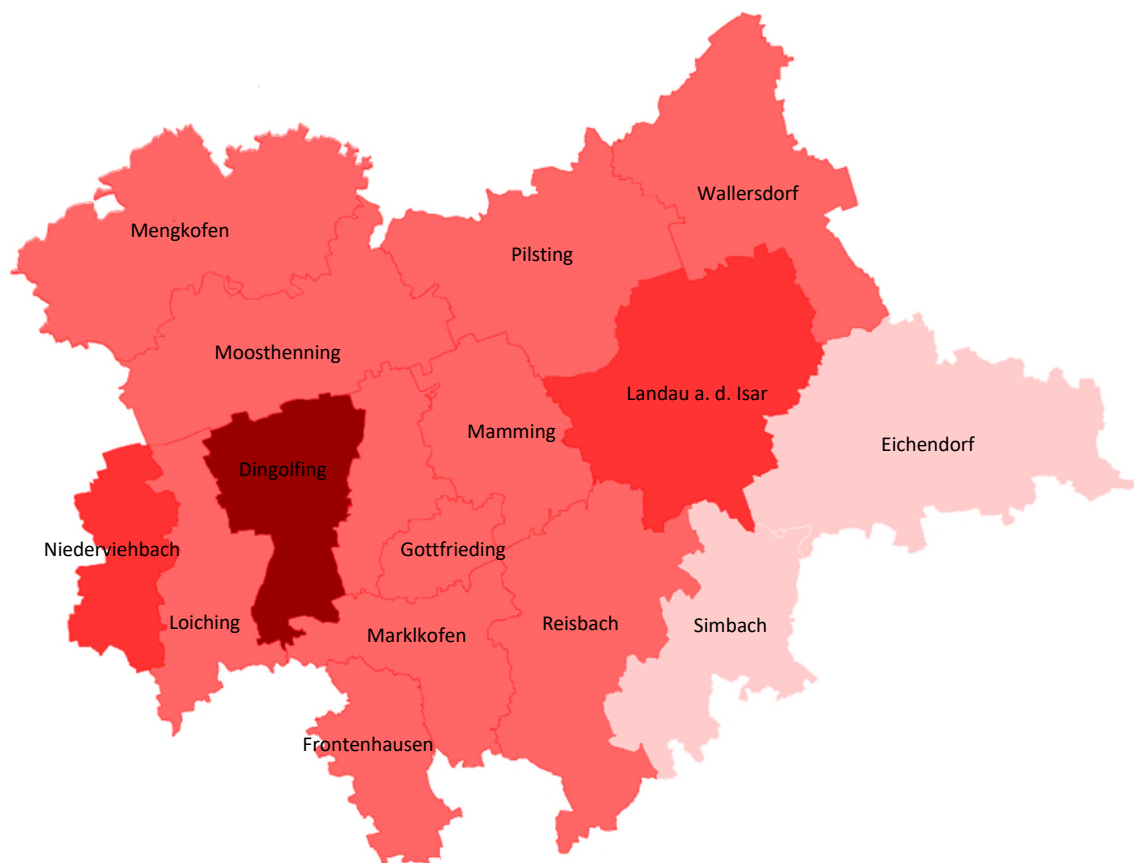 Wallersdorf
Mengkofen
Pilsting
Moosthenning
Landau a. d. Isar
Mamming
Eichendorf
Dingolfing
Niederviehbach
Gottfrieding
Loiching
Marklkofen
Reisbach
Simbach
Frontenhausen